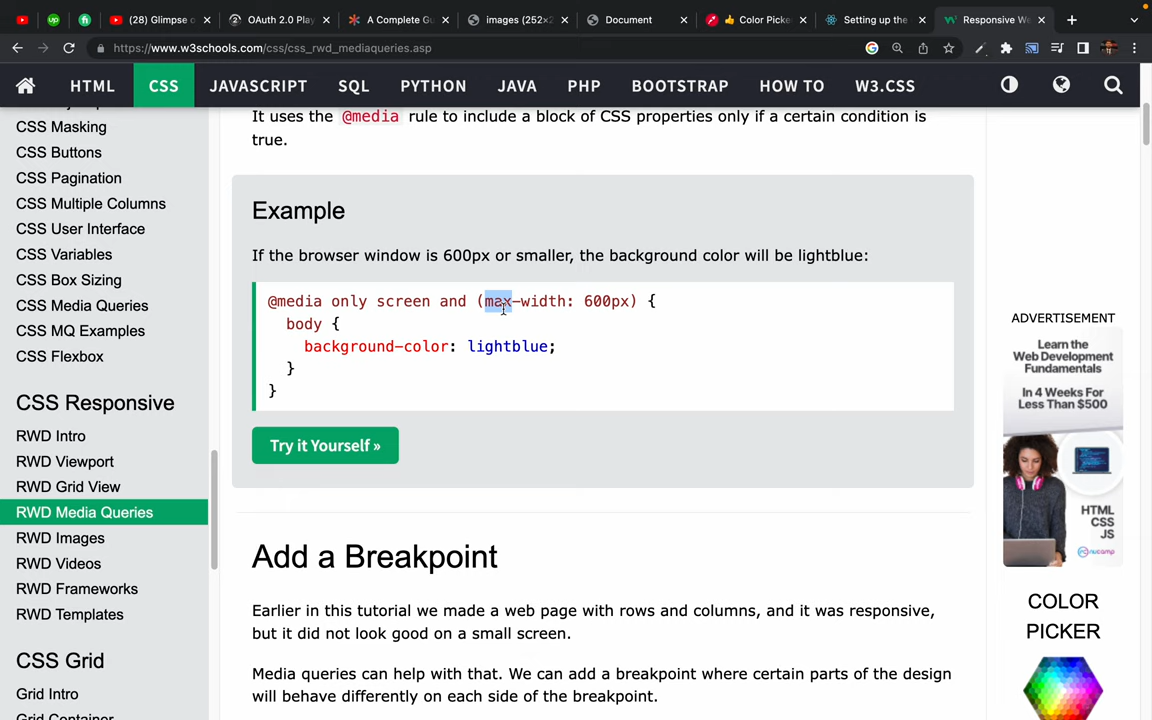 (28) Glimpse o
OAuth 2.0 Play
A Complete Gu
images (252×2
Document
👍 Color Picke
Setting up the
Responsive We
https://www.w3schools.com/css/css_rwd_mediaqueries.asp
HTML CSS JAVASCRIPT SQL PYTHON JAVA PHP BOOTSTRAP HOW TO W3.CSS
CSS Masking
CSS Buttons
CSS Pagination
CSS Multiple Columns
CSS User Interface
CSS Variables
CSS Box Sizing
CSS Media Queries
CSS MQ Examples
CSS Flexbox
CSS Responsive
RWD Intro
RWD Viewport
RWD Grid View
RWD Media Queries
RWD Images
RWD Videos
RWD Frameworks
RWD Templates
CSS Grid
Grid Intro
Grid Container
It uses the @media rule to include a block of CSS properties only if a certain condition is
true.
Example
If the browser window is 600px or smaller, the background color will be lightblue:
@media only screen and (max-width: 600px) {
body {
background-color: lightblue;
}
}
Try it Yourself »
Add a Breakpoint
Earlier in this tutorial we made a web page with rows and columns, and it was responsive,
but it did not look good on a small screen.
Media queries can help with that. We can add a breakpoint where certain parts of the design
will behave differently on each side of the breakpoint.
ADVERTISEMENT
Learn the
Web Development
Fundamentals
In 4 Weeks For
Less Than $500
HTML
CSS
JS
nucamp
COLOR
PICKER